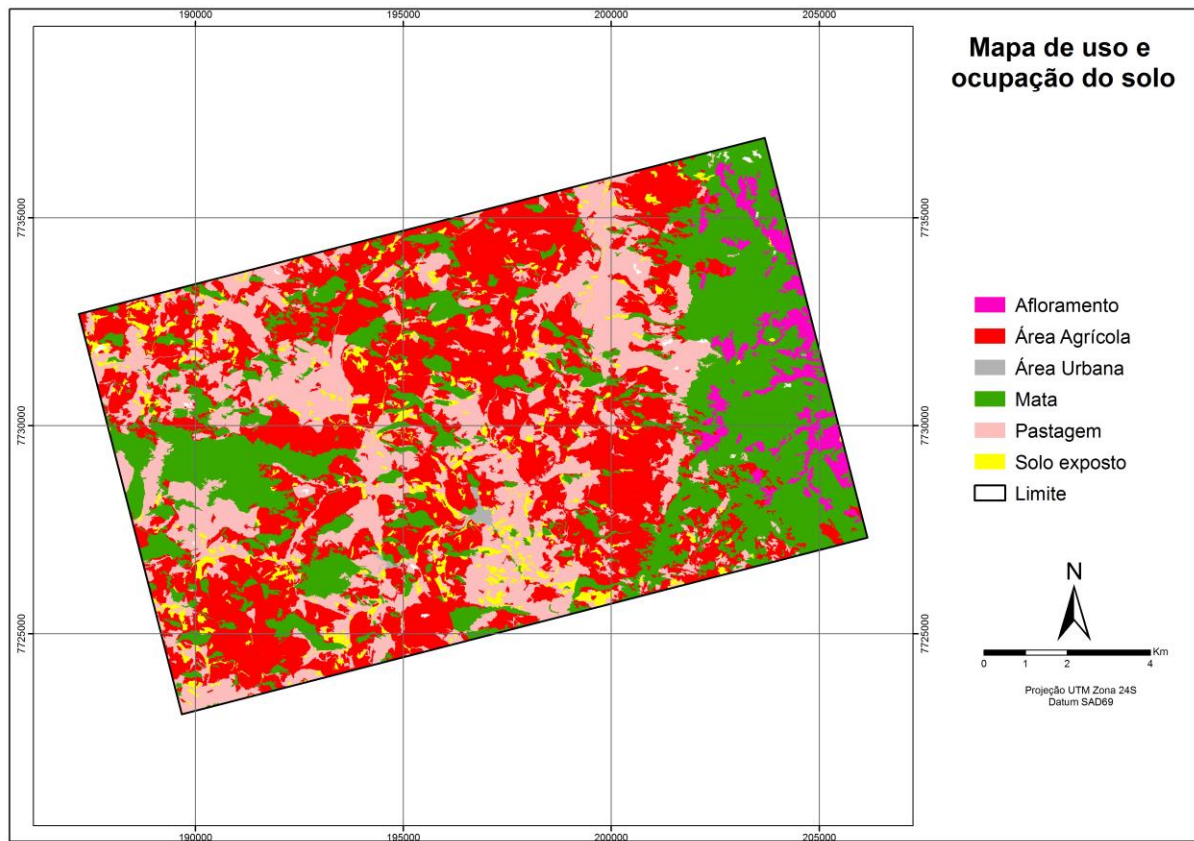 190000
195000
200000
205000
Mapa de uso e
ocupação do solo
7735000
7735000
Afloramento
Área Agrícola
Área Urbana
Mata
Pastagem
Solo exposto
Limite
7730000
7730000
N
7725000
7725000
0 1 2 4 Km
Projeção UTM Zona 24S
Datum SAD69
190000
195000
200000
205000